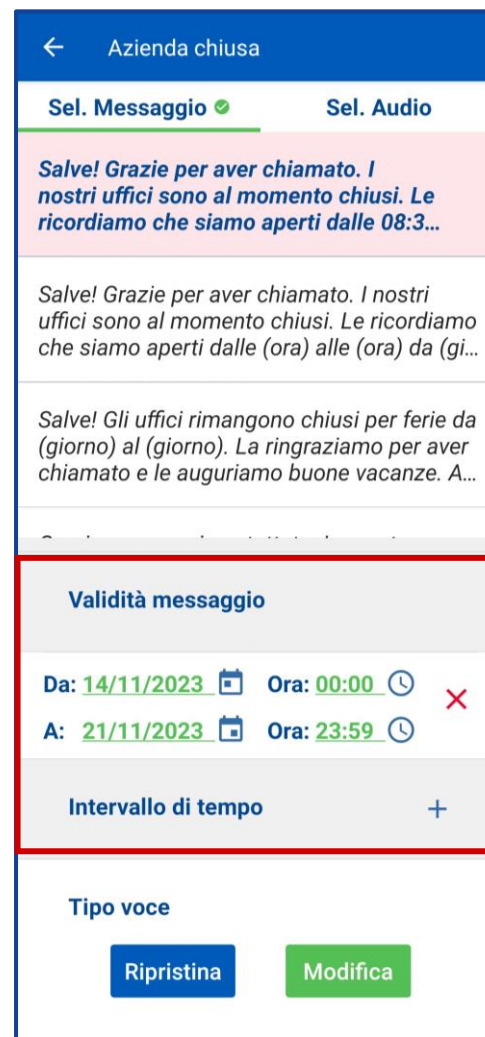 Azienda chiusa
Sel. Messaggio Sel. Audio
Salve! Grazie per aver chiamato. I
nostri uffici sono al momento chiusi. Le
ricordiamo che siamo aperti dalle 08:3...
Salve! Grazie per aver chiamato. I nostri
uffici sono al momento chiusi. Le ricordiamo
che siamo aperti dalle (ora) alle (ora) da (gi...
Salve! Gli uffici rimangono chiusi per ferie da
(giorno) al (giorno). La ringraziamo per aver
chiamato e le auguriamo buone vacanze. A...
Validità messaggio
Da: 14/11/2023 Ora: 00:00
A: 21/11/2023 Ora: 23:59
Intervallo di tempo +
Tipo voce
Ripristina Modifica